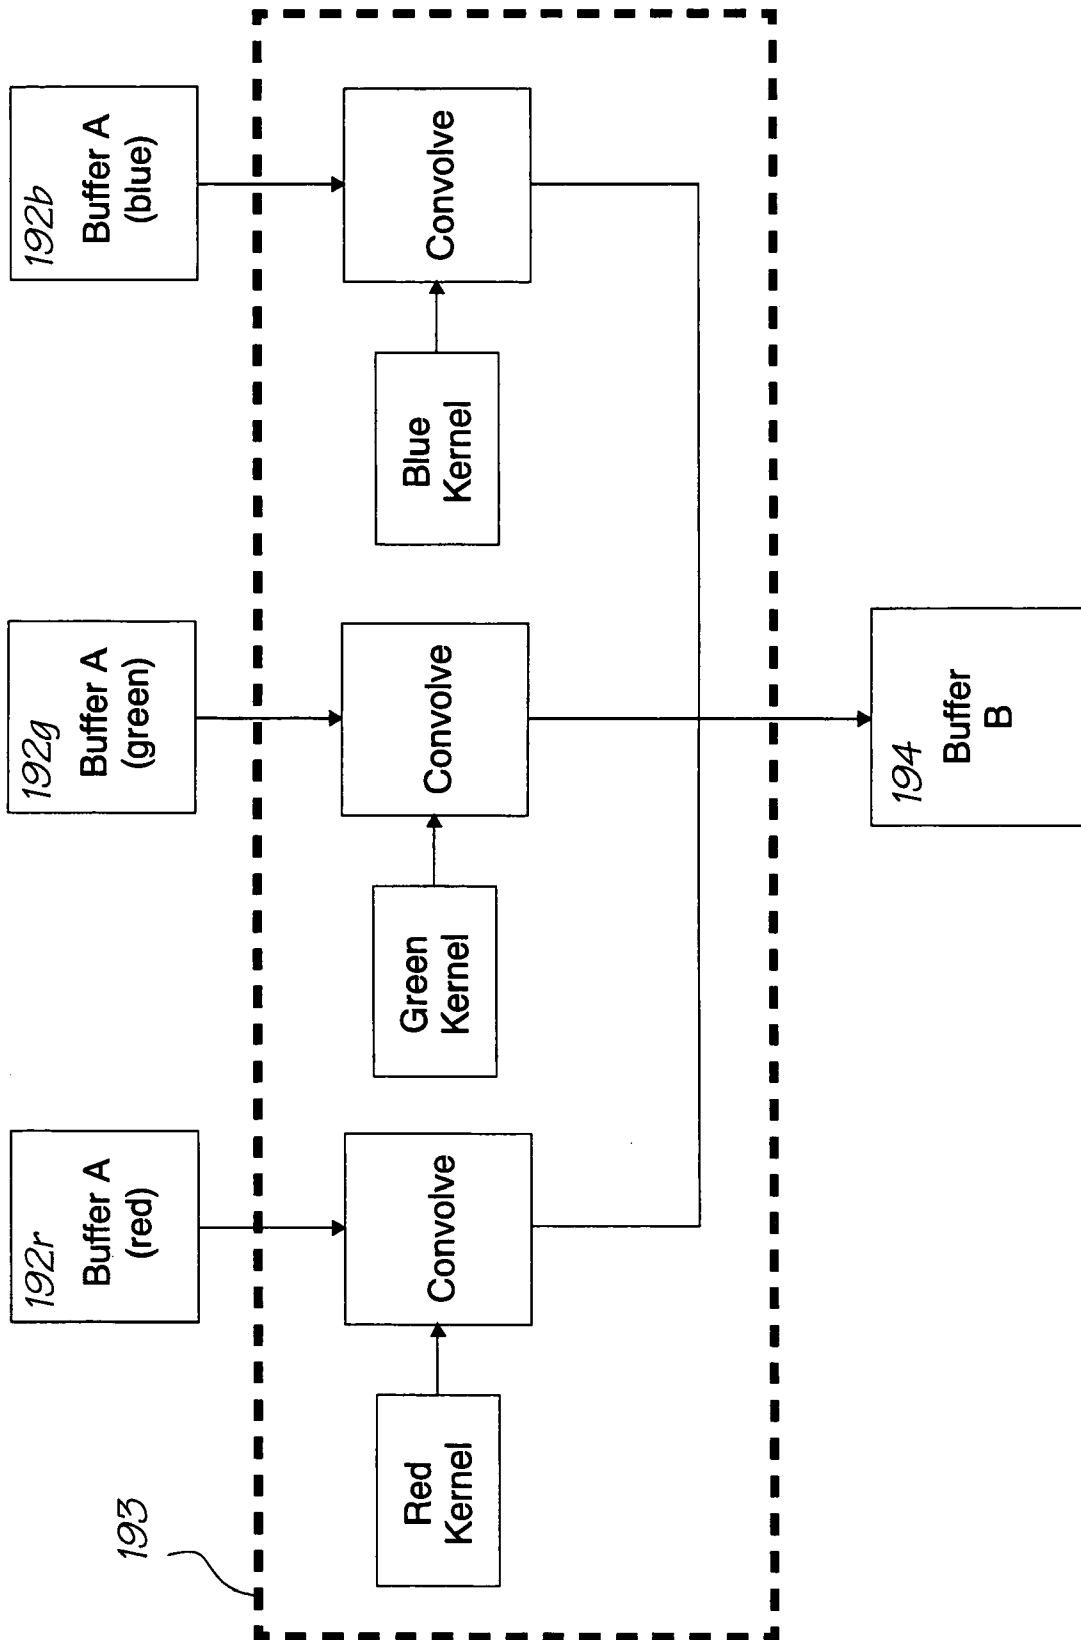 192r
Buffer A
(red)
192g
Buffer A
(green)
192b
Buffer A
(blue)
193
Red
Kernel
Convolve
Green
Kernel
Convolve
Blue
Kernel
Convolve
194
Buffer
B